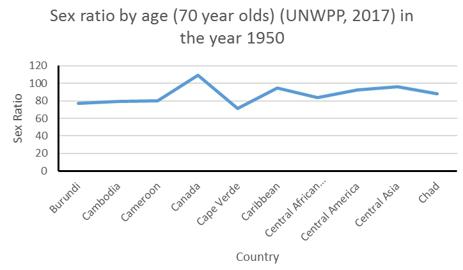 Sex ratio by age (70 year olds) (UNWPP, 2017) in
the year 1950
120
100
80
60
40
20
0
Sex Ratio
Burundi
Cambodia
Cameroon
Canada
Cape Verde
Caribbean
Central African...
Central America
Central Asia
Chad
Country